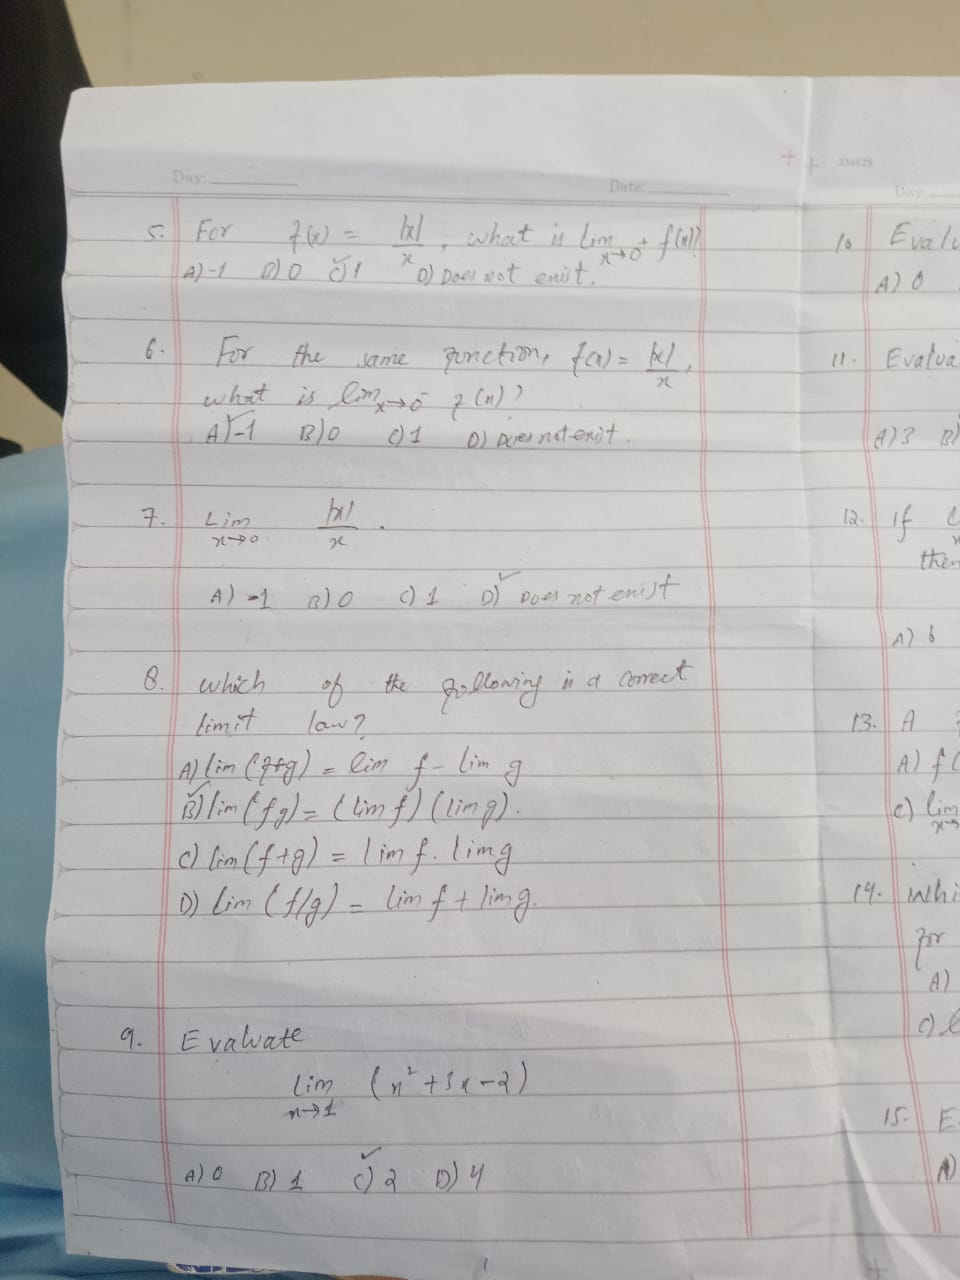 334629
Day:
Date:
Day
5. For f(x) = |x|/x, what is Lim x→0⁺ f(x)?
A) -1 B) 0 C) 1 D) Does not exist.
6. For the same function, f(x) = |x|/x,
what is lim x→0⁻ f(x)?
A) -1 B) 0 C) 1 D) Does not exist.
7. Lim x→0 |x|/x.
A) -1 B) 0 C) 1 D) Does not exist
8. which of the following is a correct
limit law?
A) lim (f+g) = lim f - lim g
B) lim (fg) = (lim f) (lim g).
C) lim (f+g) = lim f. lim g
D) Lim (f/g) = lim f + lim g.
9. Evaluate
Lim x→1 (x² + 3x - 2)
A) 0 B) 1 C) 2 D) 4
10 Evalu
A) 0
11. Evalua
A) 3 B)
12. If
then
A) 6
13. A
A) f(
C) lim x→
14. Whi
for
A)
C)
15. E
A)